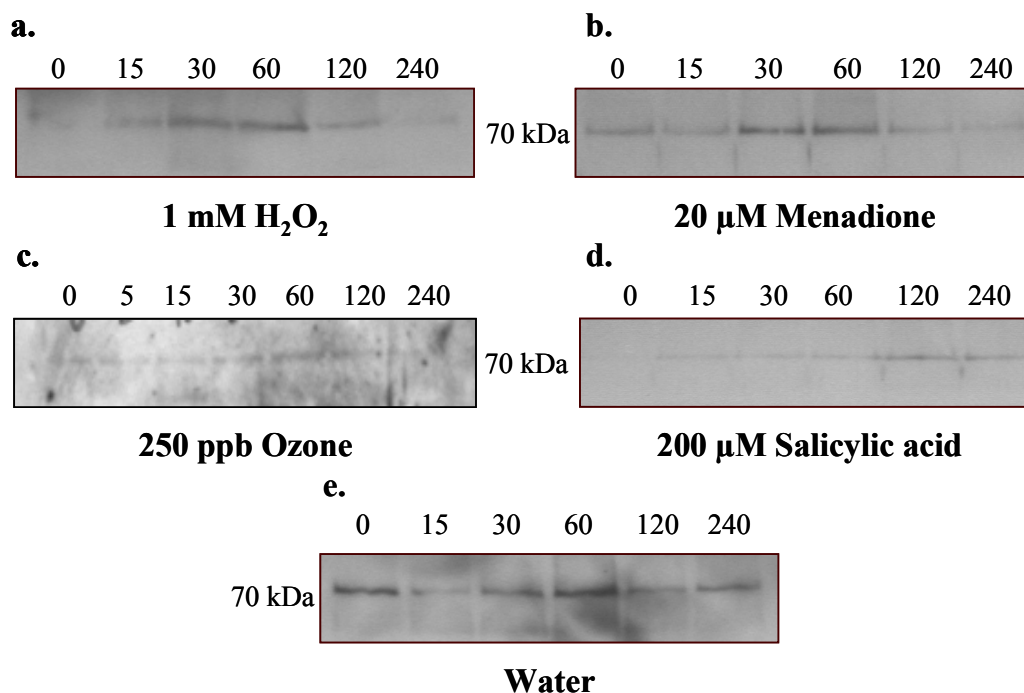 a.
0 15 30 60 120 240
70 kDa
1 mM H₂O₂
b.
0 15 30 60 120 240
20 µM Menadione
c.
0 5 15 30 60 120 240
70 kDa
250 ppb Ozone
d.
0 15 30 60 120 240
200 µM Salicylic acid
e.
0 15 30 60 120 240
70 kDa
Water